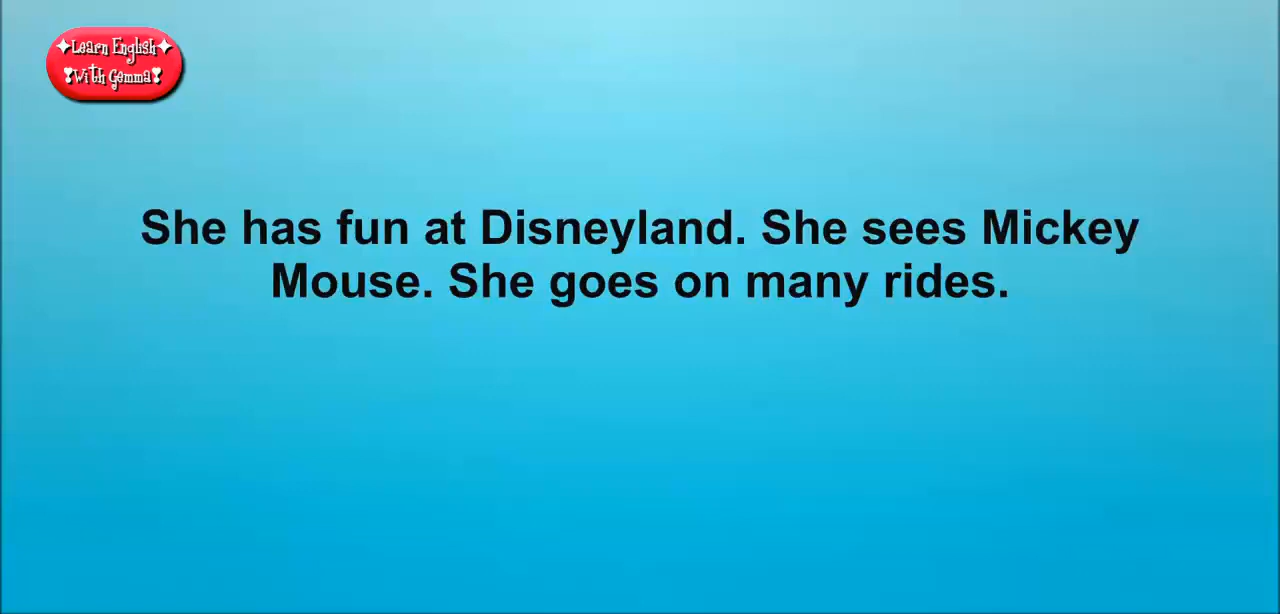 Learn English
With Gemma
She has fun at Disneyland. She sees Mickey
Mouse. She goes on many rides.